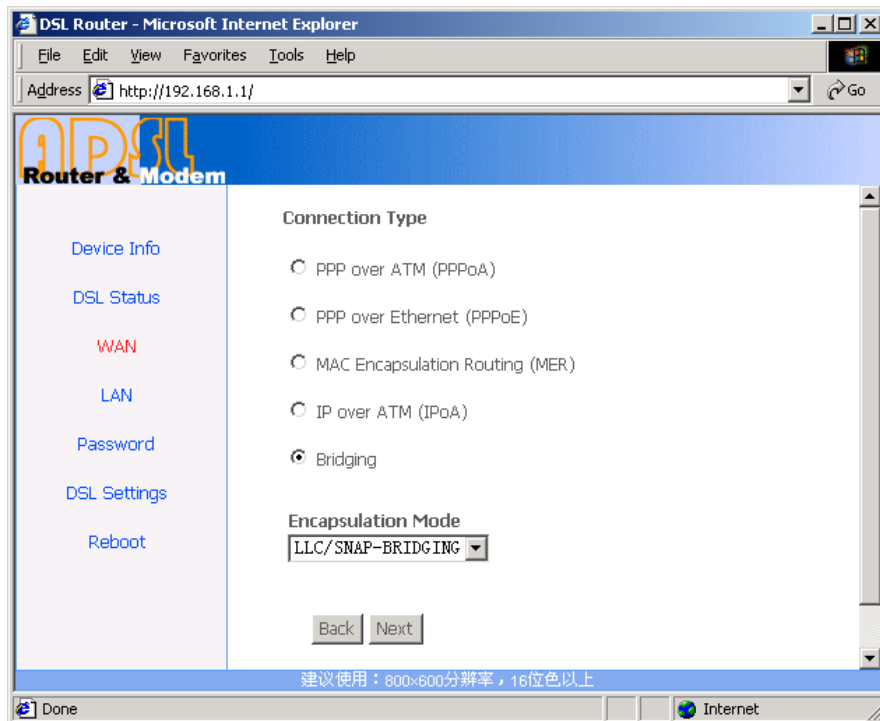 DSL Router - Microsoft Internet Explorer
File Edit View Favorites Tools Help
Address http://192.168.1.1/ Go
ADSL
Router & Modem
Device Info
DSL Status
WAN
LAN
Password
DSL Settings
Reboot
Connection Type
PPP over ATM (PPPoA)
PPP over Ethernet (PPPoE)
MAC Encapsulation Routing (MER)
IP over ATM (IPoA)
Bridging
Encapsulation Mode
LLC/SNAP-BRIDGING
Back Next
建议使用：800×600分辨率，16位色以上
Done Internet